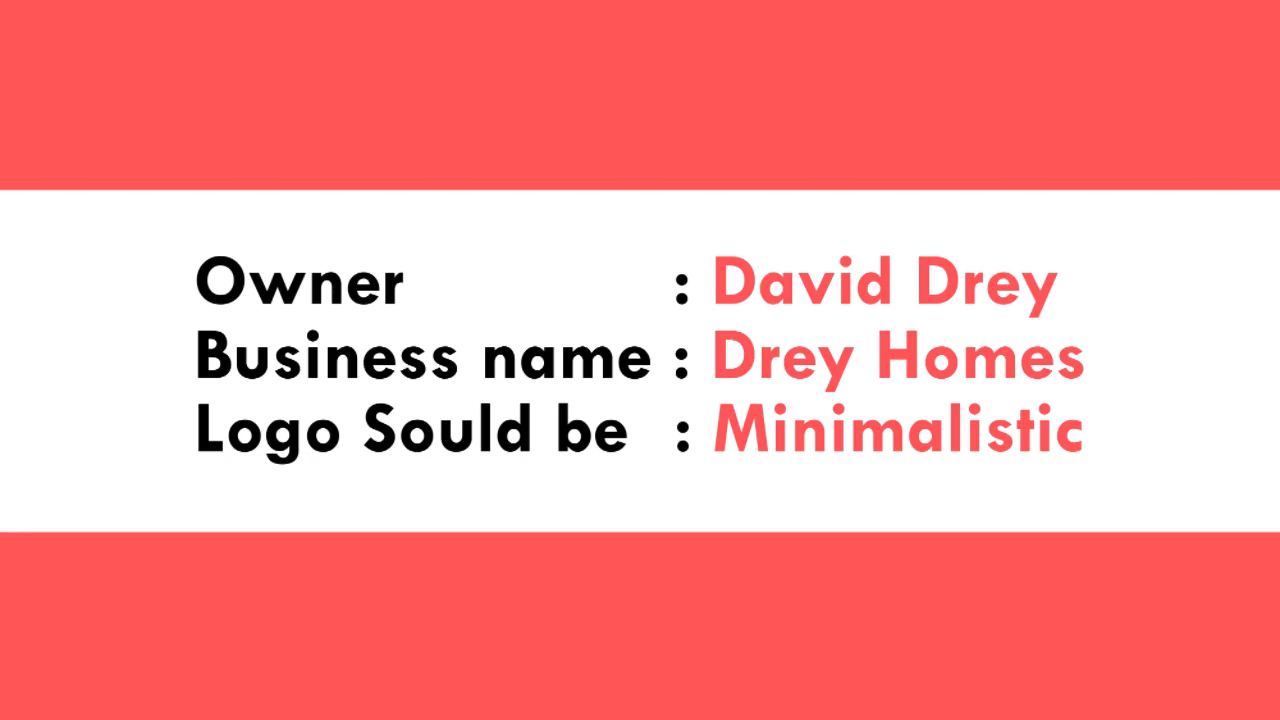 Owner : David Drey
Business name : Drey Homes
Logo Sould be : Minimalistic